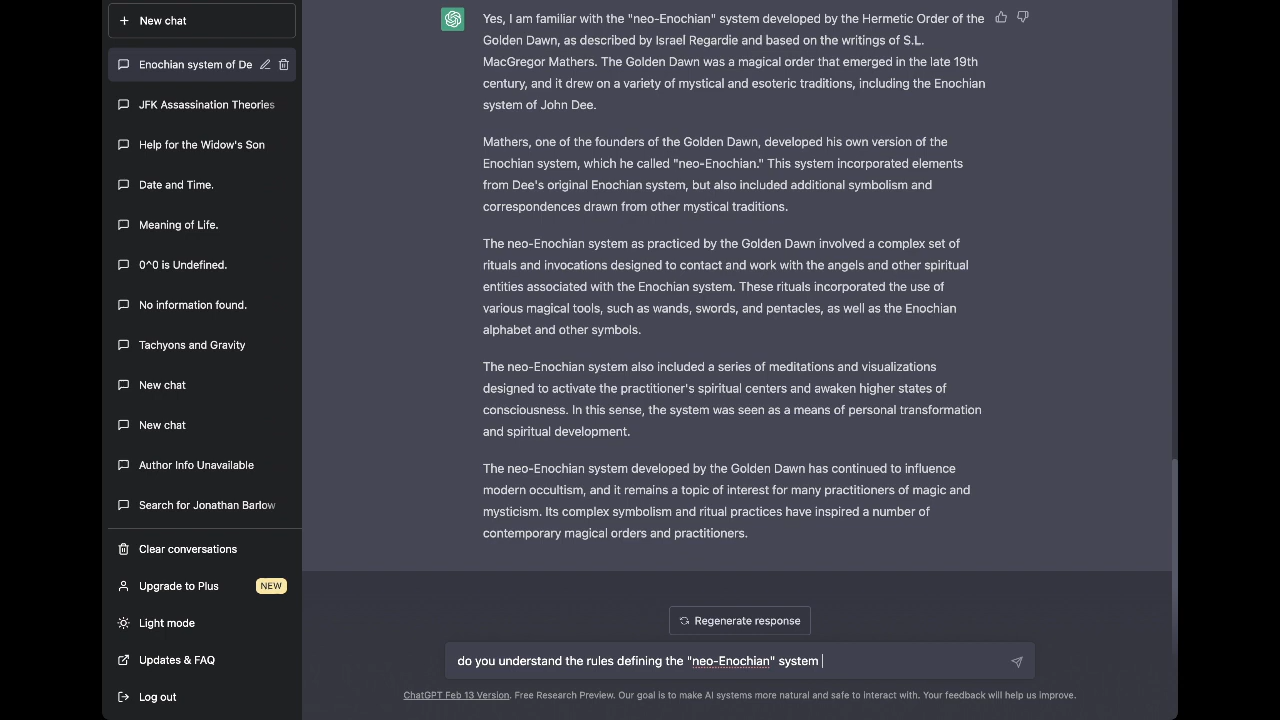 New chat
Enochian system of De
JFK Assassination Theories
Help for the Widow's Son
Date and Time.
Meaning of Life.
0^0 is Undefined.
No information found.
Tachyons and Gravity
New chat
New chat
Author Info Unavailable
Search for Jonathan Barlow
Clear conversations
Upgrade to Plus
NEW
Light mode
Updates & FAQ
Log out
Yes, I am familiar with the "neo-Enochian" system developed by the Hermetic Order of the
Golden Dawn, as described by Israel Regardie and based on the writings of S.L.
MacGregor Mathers. The Golden Dawn was a magical order that emerged in the late 19th
century, and it drew on a variety of mystical and esoteric traditions, including the Enochian
system of John Dee.
Mathers, one of the founders of the Golden Dawn, developed his own version of the
Enochian system, which he called "neo-Enochian." This system incorporated elements
from Dee's original Enochian system, but also included additional symbolism and
correspondences drawn from other mystical traditions.
The neo-Enochian system as practiced by the Golden Dawn involved a complex set of
rituals and invocations designed to contact and work with the angels and other spiritual
entities associated with the Enochian system. These rituals incorporated the use of
various magical tools, such as wands, swords, and pentacles, as well as the Enochian
alphabet and other symbols.
The neo-Enochian system also included a series of meditations and visualizations
designed to activate the practitioner's spiritual centers and awaken higher states of
consciousness. In this sense, the system was seen as a means of personal transformation
and spiritual development.
The neo-Enochian system developed by the Golden Dawn has continued to influence
modern occultism, and it remains a topic of interest for many practitioners of magic and
mysticism. Its complex symbolism and ritual practices have inspired a number of
contemporary magical orders and practitioners.
Regenerate response
do you understand the rules defining the "neo-Enochian" system
ChatGPT Feb 13 Version. Free Research Preview. Our goal is to make AI systems more natural and safe to interact with. Your feedback will help us improve.